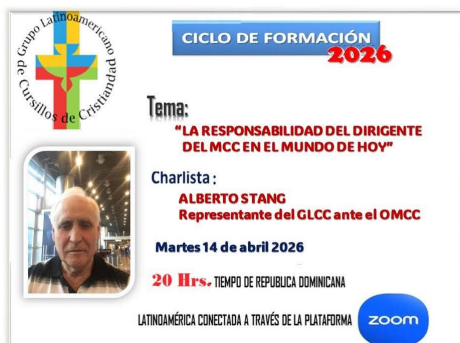 Grupo Latinoamericano
de Cursillos de Cristiandad
CICLO DE FORMACIÓN
2026
Tema:
"LA RESPONSABILIDAD DEL DIRIGENTE
DEL MCC EN EL MUNDO DE HOY"
Charlista :
ALBERTO STANG
Representante del GLCC ante el OMCC
Martes 14 de abril 2026
20 Hrs. TIEMPO DE REPUBLICA DOMINICANA
LATINOAMÉRICA CONECTADA A TRAVÉS DE LA PLATAFORMA zoom